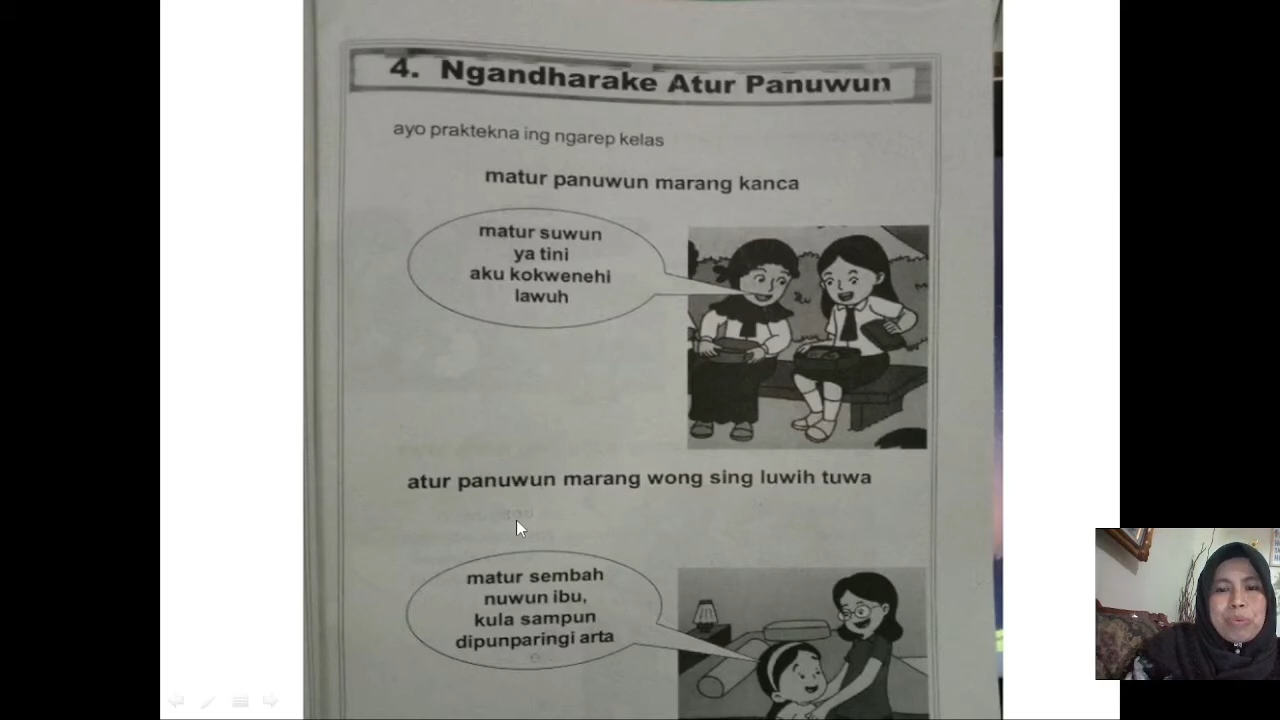 4. Ngandharake Atur Panuwun
ayo praktekna ing ngarep kelas
matur panuwun marang kanca
matur suwun
ya tini
aku kokwenehi
lawuh
atur panuwun marang wong sing luwih tuwa
matur sembah
nuwun ibu,
kula sampun
dipunparingi arta